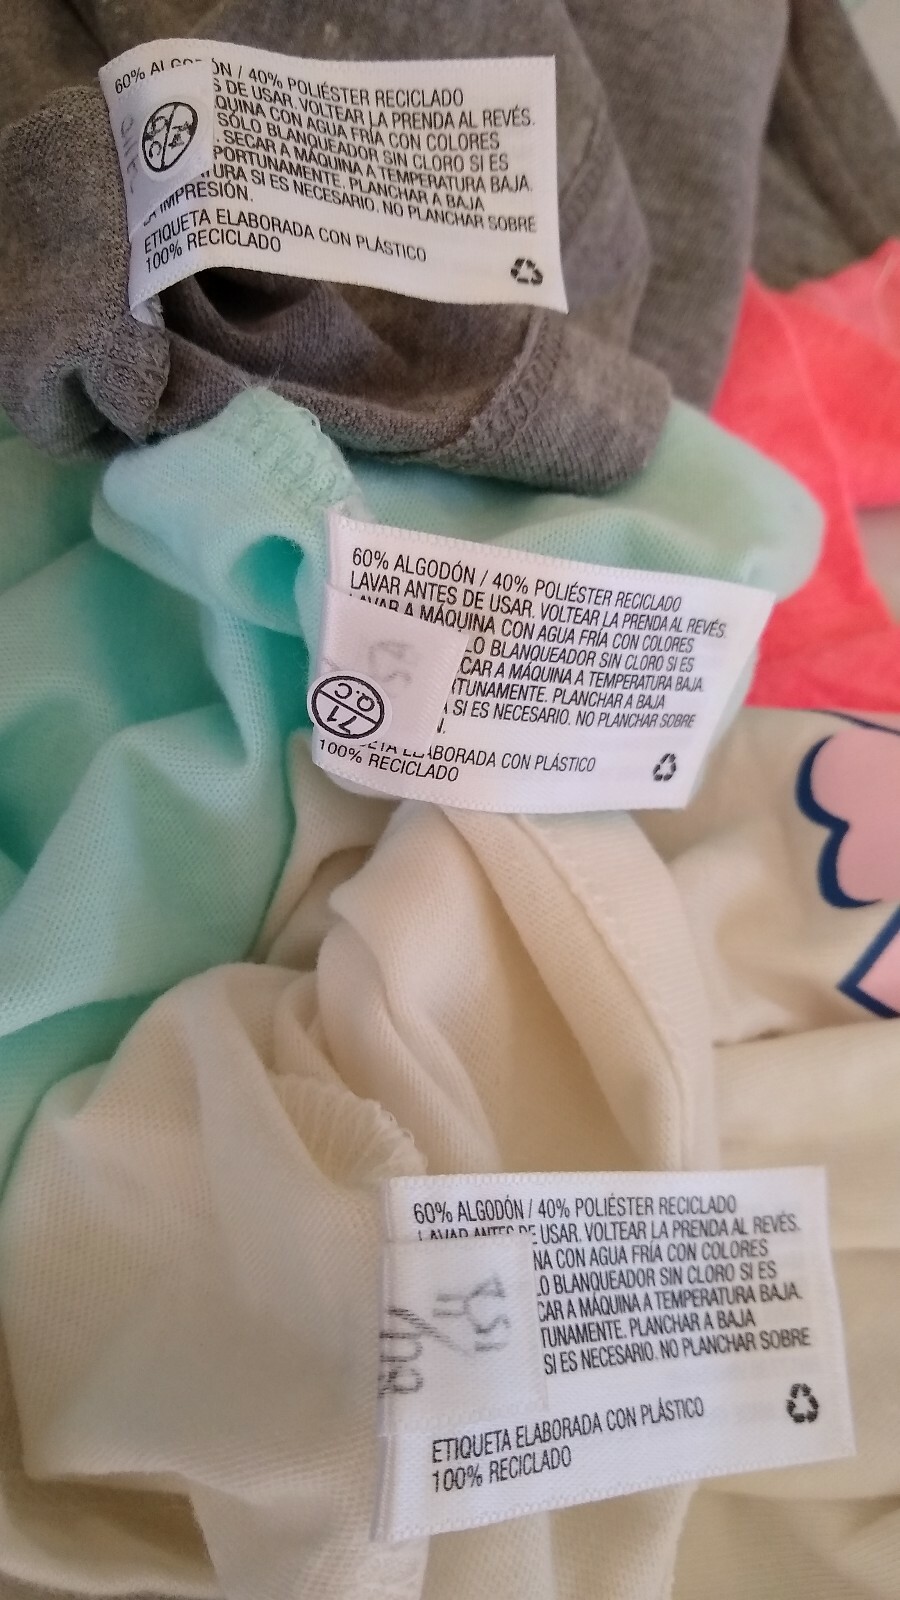 60% ALGODÓN / 40% POLIÉSTER RECICLADO
DE USAR. VOLTEAR LA PRENDA AL REVÉS.
QUINA CON AGUA FRÍA CON COLORES
SÓLO BLANQUEADOR SIN CLORO SI ES
SECAR A MÁQUINA A TEMPERATURA BAJA.
PORTUNAMENTE. PLANCHAR A BAJA
URA SI ES NECESARIO. NO PLANCHAR SOBRE
IMPRESIÓN.
ETIQUETA ELABORADA CON PLÁSTICO
100% RECICLADO
60% ALGODÓN / 40% POLIÉSTER RECICLADO
LAVAR ANTES DE USAR. VOLTEAR LA PRENDA AL REVÉS.
LAVAR A MÁQUINA CON AGUA FRÍA CON COLORES
LO BLANQUEADOR SIN CLORO SI ES
CAR A MÁQUINA A TEMPERATURA BAJA.
RTUNAMENTE. PLANCHAR A BAJA
SI ES NECESARIO. NO PLANCHAR SOBRE
71 Q.C
ABORADA CON PLÁSTICO
100% RECICLADO
60% ALGODÓN / 40% POLIÉSTER RECICLADO
LAVAR ANTES DE USAR. VOLTEAR LA PRENDA AL REVÉS.
NA CON AGUA FRÍA CON COLORES
LO BLANQUEADOR SIN CLORO SI ES
CAR A MÁQUINA A TEMPERATURA BAJA.
TUNAMENTE. PLANCHAR A BAJA
SI ES NECESARIO. NO PLANCHAR SOBRE
ETIQUETA ELABORADA CON PLÁSTICO
100% RECICLADO